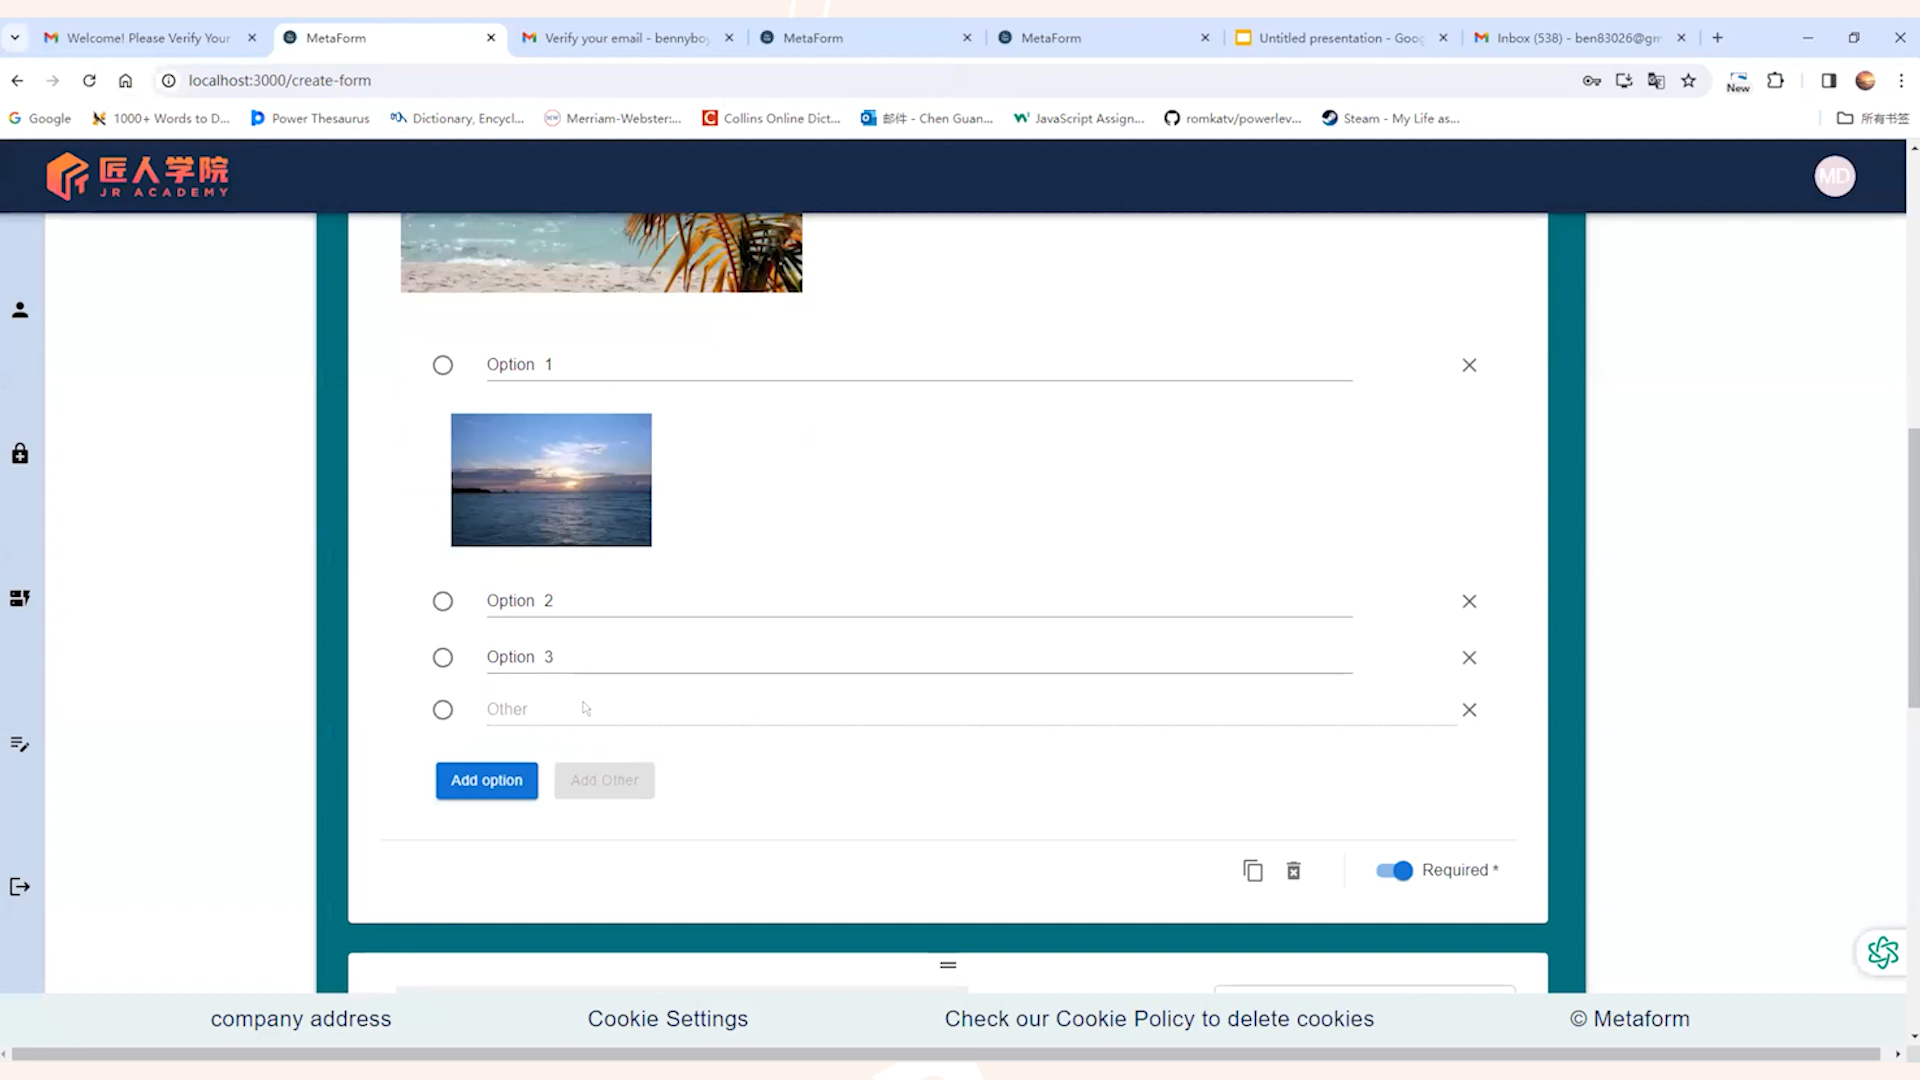 Welcome! Please Verify Your
MetaForm
Verify your email - bennyboy
MetaForm
MetaForm
Untitled presentation - Goo
Inbox (538) - ben83026@gm
localhost:3000/create-form
New
Google
1000+ Words to D...
Power Thesaurus
Dictionary, Encycl...
Merriam-Webster:...
Collins Online Dict...
邮件 - Chen Guan...
JavaScript Assign...
romkatv/powerlev...
Steam - My Life as...
所有书签
匠人学院
JR ACADEMY
MD
Option 1
Option 2
Option 3
Other
Add option
Add Other
Required *
company address
Cookie Settings
Check our Cookie Policy to delete cookies
© Metaform